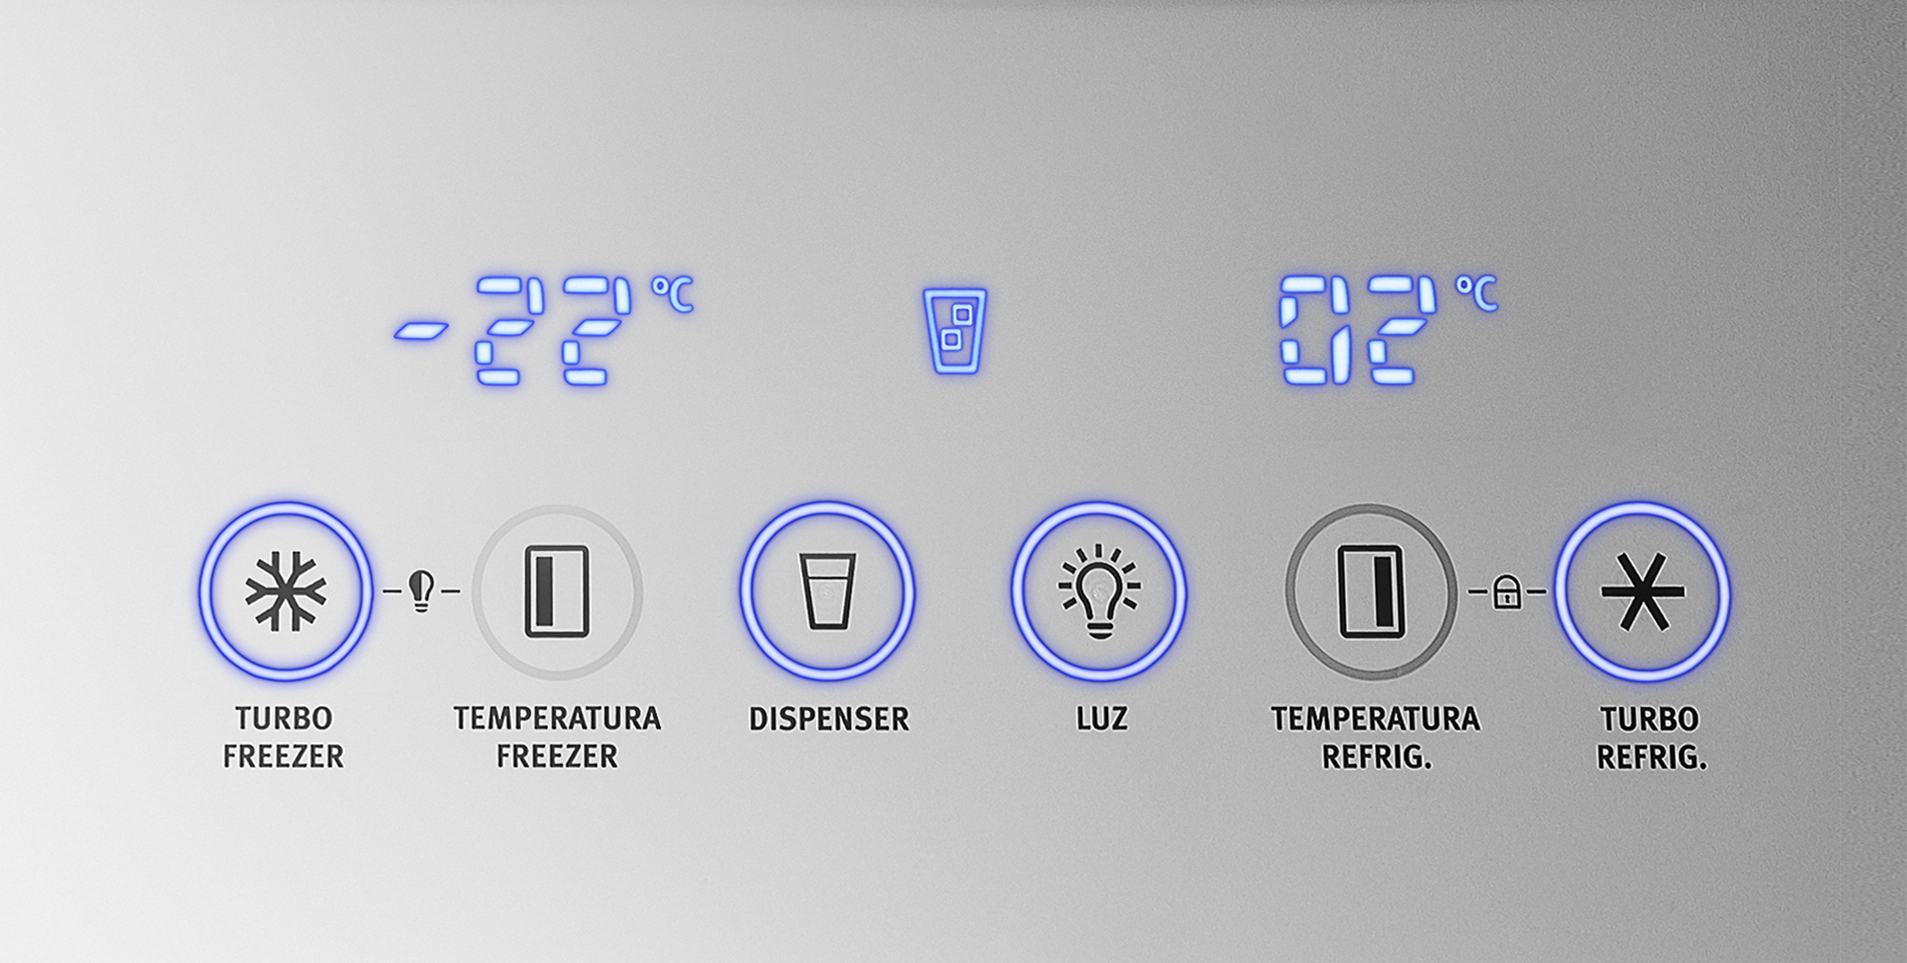 -22 °C
02 °C
TURBO
FREEZER
TEMPERATURA
FREEZER
DISPENSER
LUZ
TEMPERATURA
REFRIG.
TURBO
REFRIG.